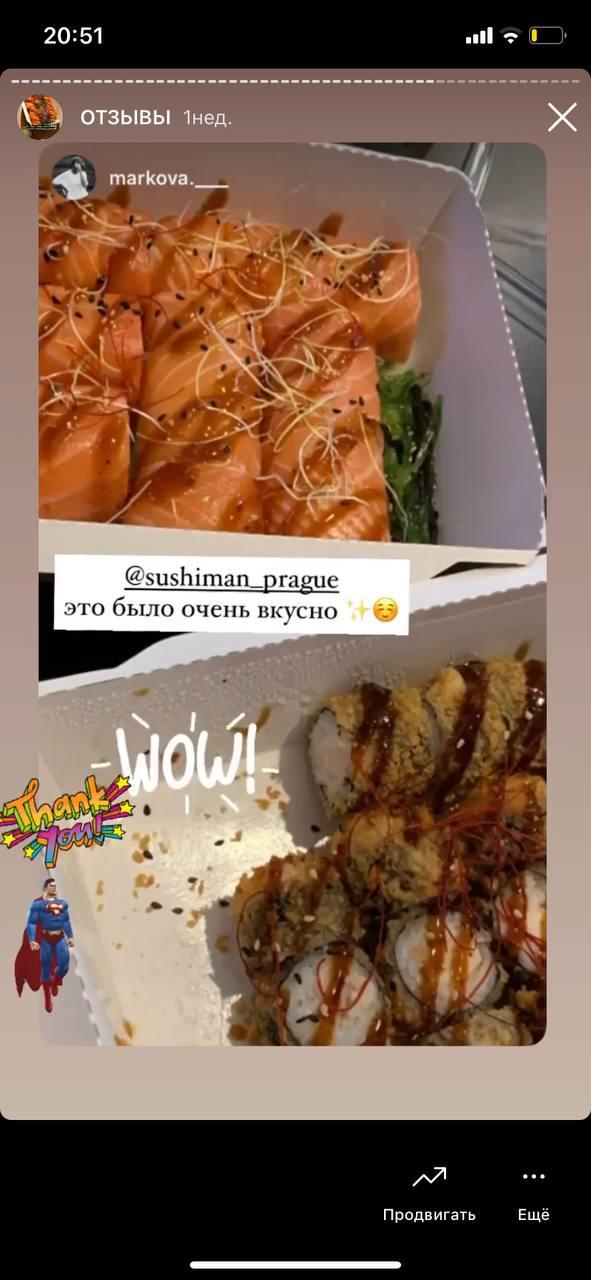 20:51
ОТЗЫВЫ 1нед.
markova.___
@sushiman_prague
это было очень вкусно ✨☺️
WOW!
Thank
You!
Продвигать
Ещё